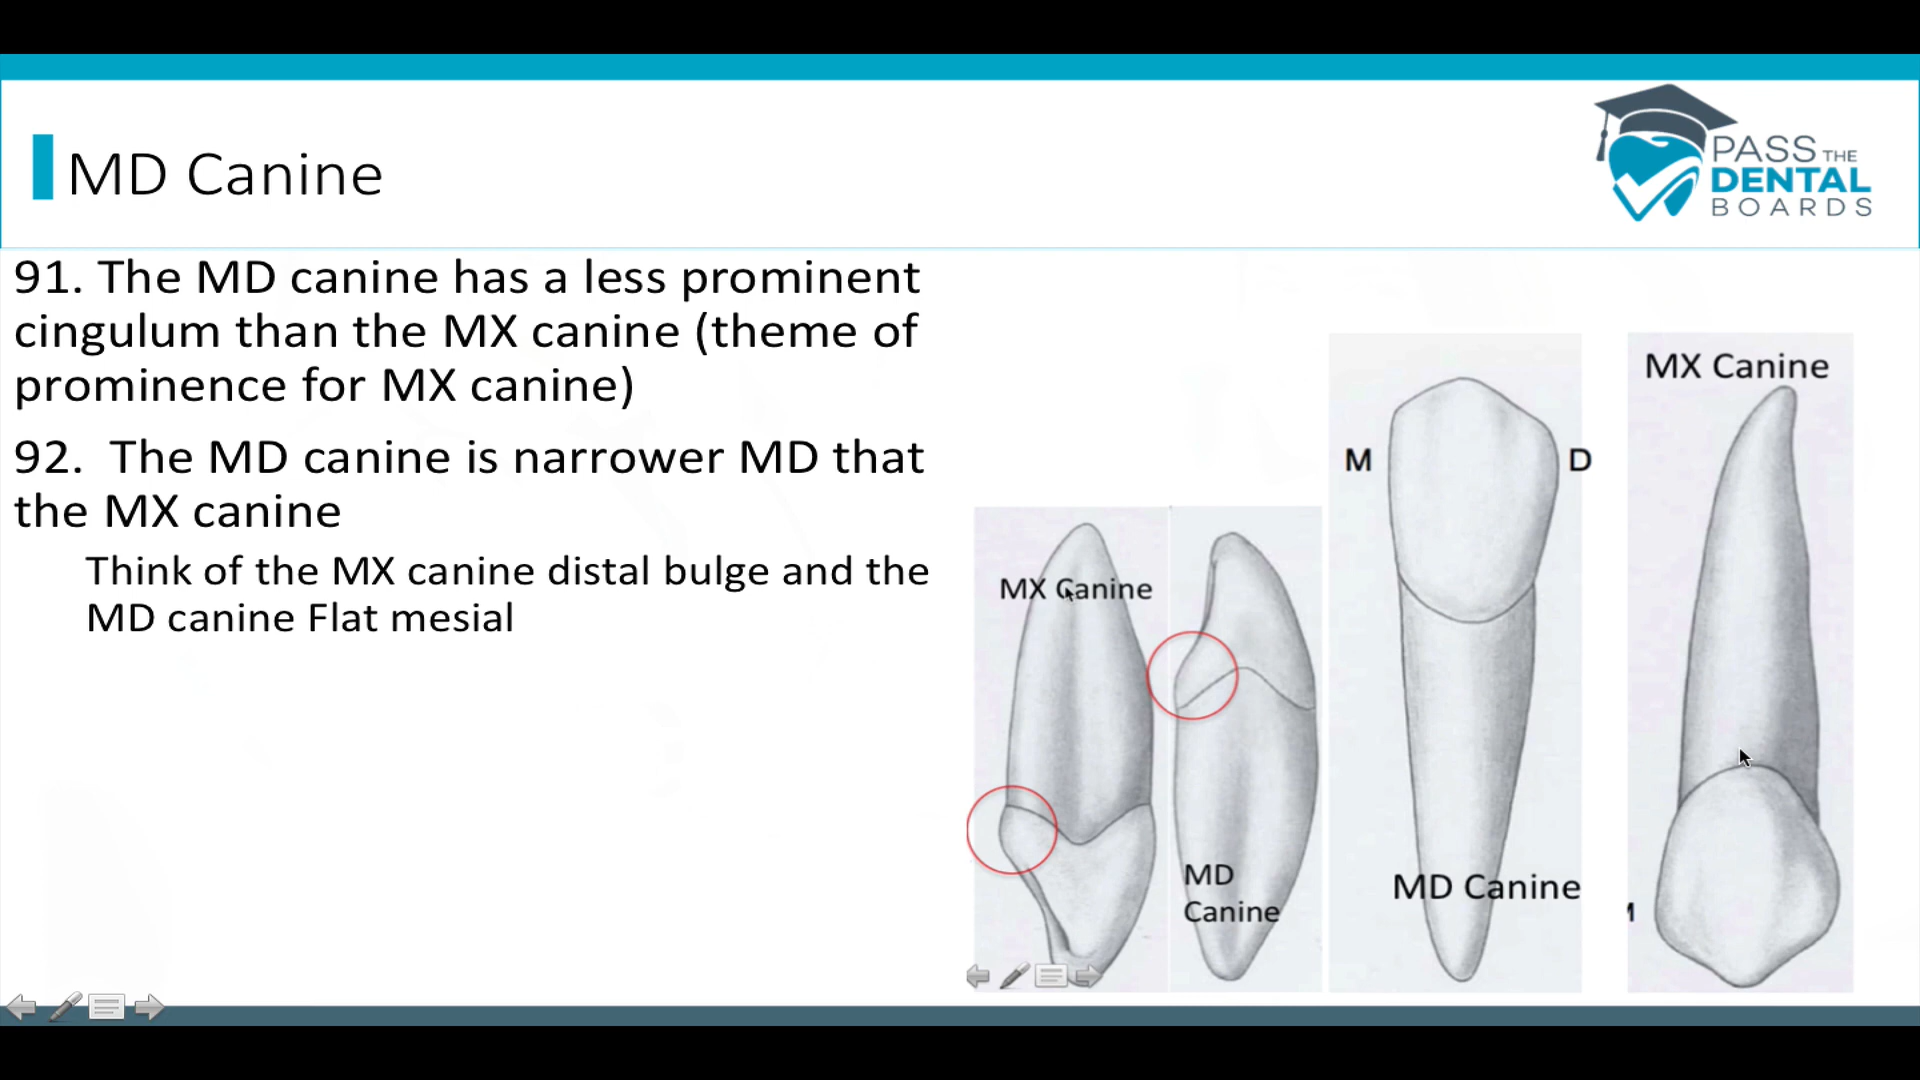 PASS THE
DENTAL
BOARDS
MD Canine
91. The MD canine has a less prominent
cingulum than the MX canine (theme of
prominence for MX canine)
92. The MD canine is narrower MD that
the MX canine
Think of the MX canine distal bulge and the
MD canine Flat mesial
MX Canine
MD
Canine
M
D
MD Canine
MX Canine
M